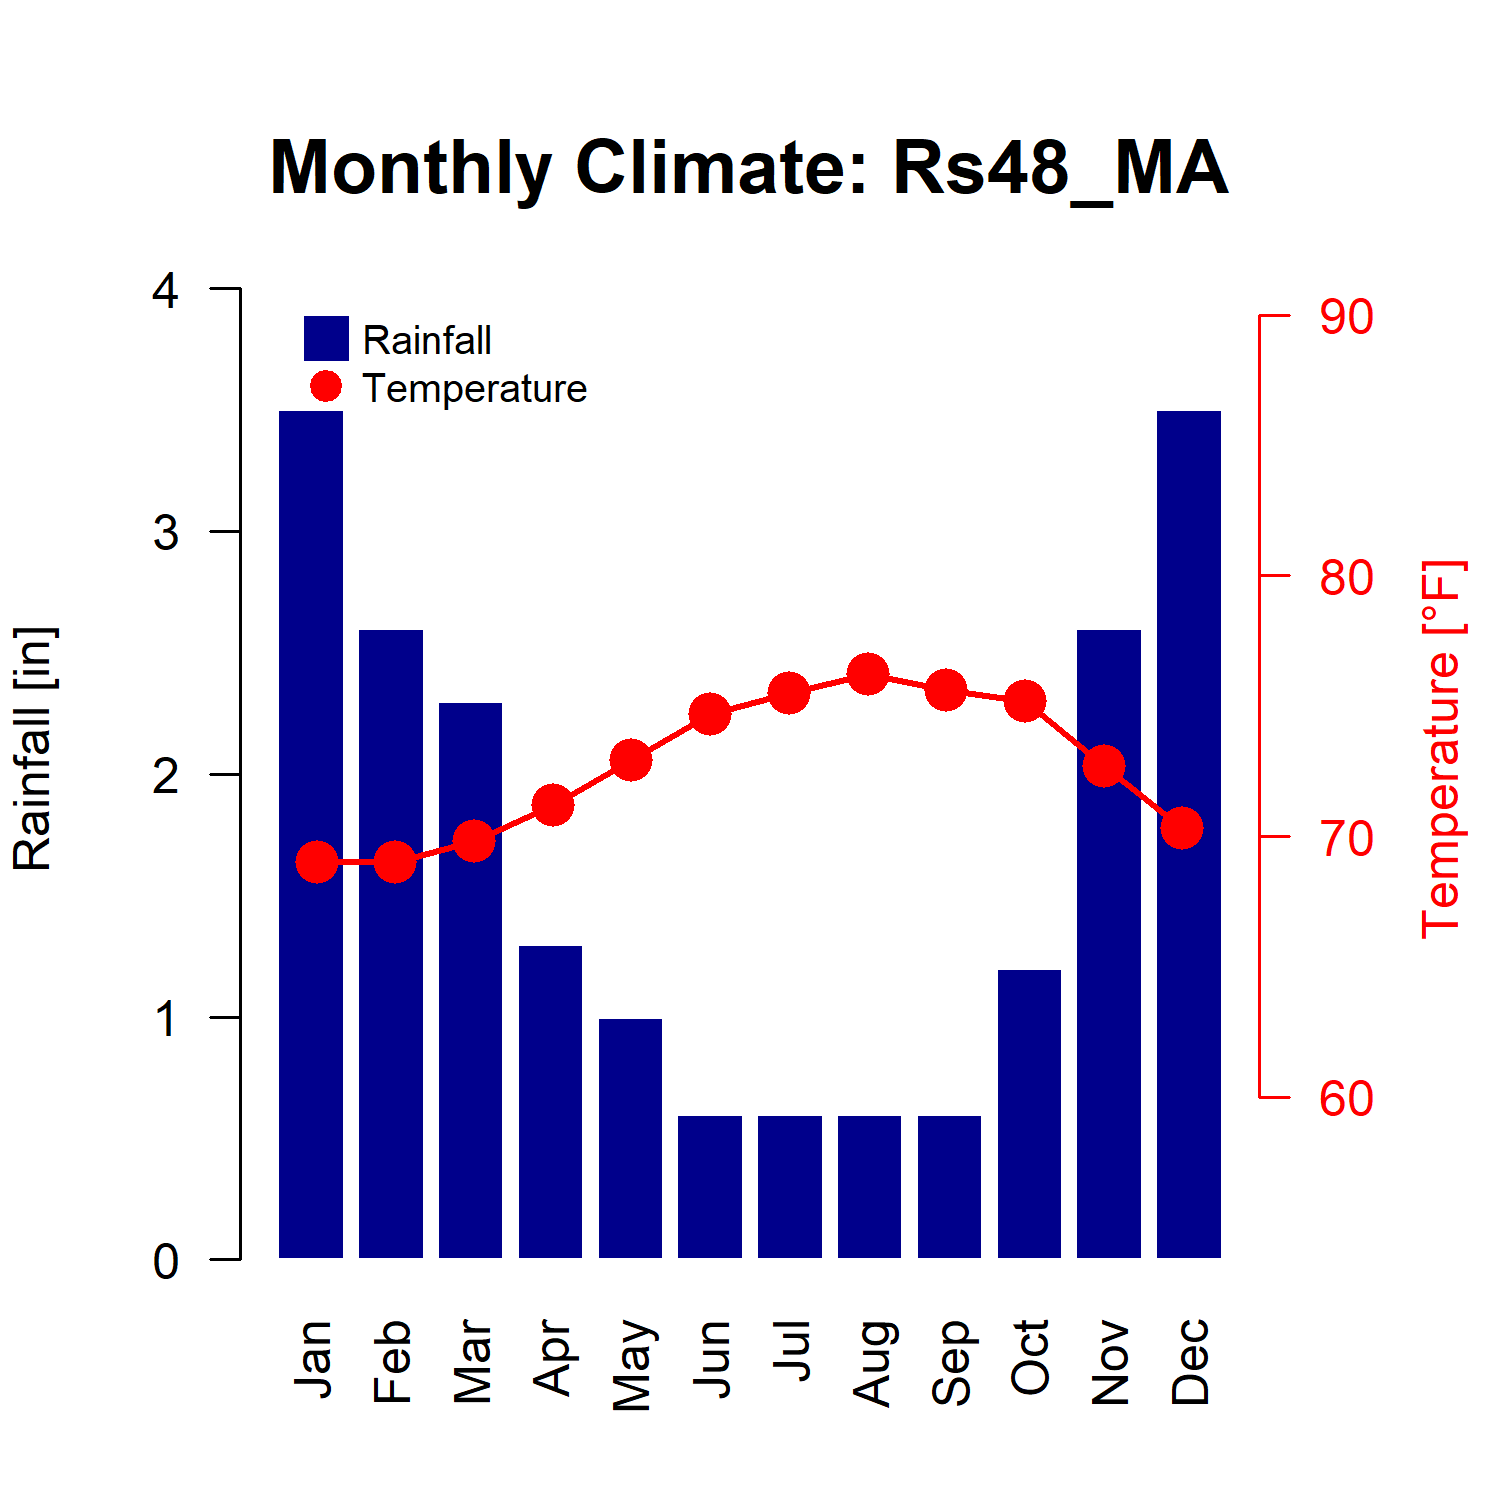 Monthly Climate: Rs48_MA
Rainfall
Temperature
4
3
2
1
0
Rainfall [in]
90
80
70
60
Temperature [°F]
Jan
Feb
Mar
Apr
May
Jun
Jul
Aug
Sep
Oct
Nov
Dec